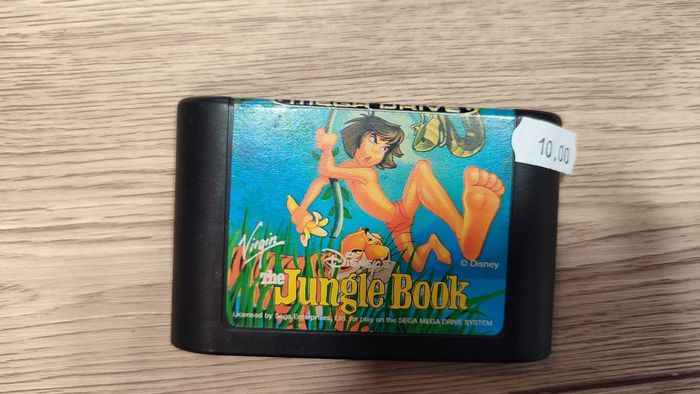 MEGA DRIVE
10,00
Virgin
© Disney
Disney's
The Jungle Book
Licensed by Sega Enterprises, Ltd. for play on the SEGA MEGA DRIVE SYSTEM